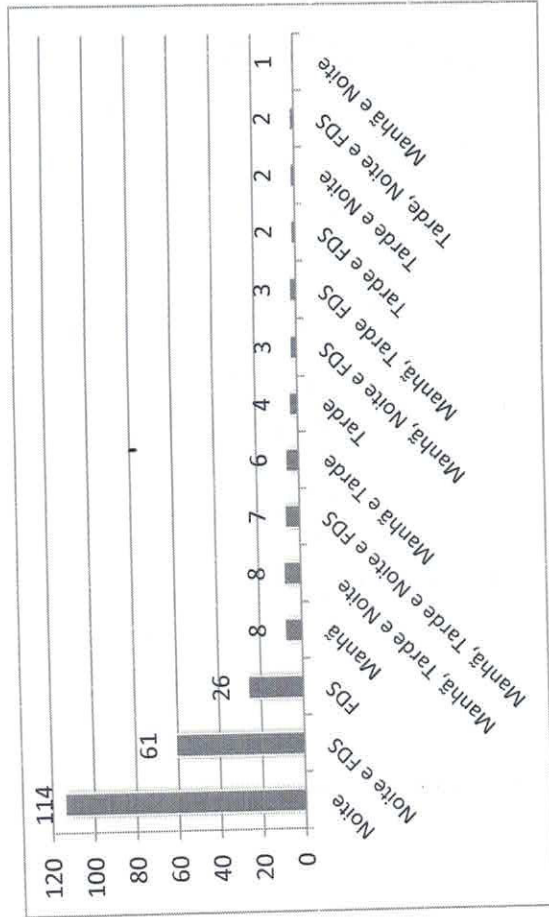 120
100
80
60
40
20
0
114
61
26
8
8
7
6
4
3
3
2
2
2
1
Noite
Noite e FDS
FDS
Manhã
Manhã, Tarde e Noite
Manhã, Tarde e Noite e FDS
Manhã e Tarde
Tarde
Manhã, Noite e FDS
Manhã, Tarde FDS
Tarde e FDS
Tarde e Noite
Tarde, Noite e FDS
Manhã e Noite